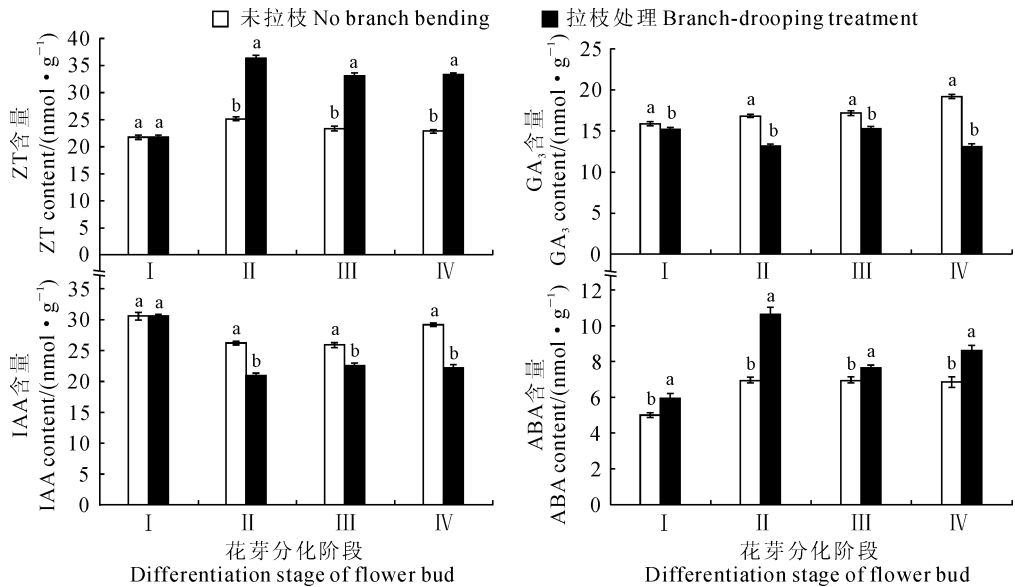 未拉枝 No branch bending
拉枝处理 Branch-drooping treatment
ZT含量
ZT content/(nmol·g⁻¹)
40
35
30
25
20
15
10
5
0
a a
b a
b a
b a
I II III IV
GA₃含量
GA₃ content/(nmol·g⁻¹)
25
20
15
10
5
0
a b
a b
a b
a b
I II III IV
IAA含量
IAA content/(nmol·g⁻¹)
35
30
25
20
15
10
5
0
a a
a b
a b
a b
I II III IV
花芽分化阶段
Differentiation stage of flower bud
ABA含量
ABA content/(nmol·g⁻¹)
12
10
8
6
4
2
0
b a
b a
b a
b a
I II III IV
花芽分化阶段
Differentiation stage of flower bud